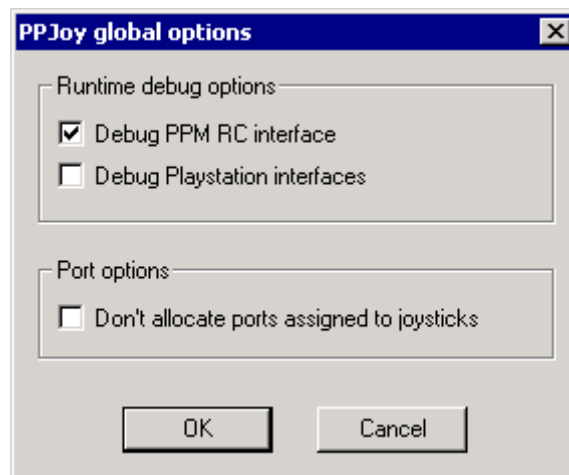 PPJoy global options
Runtime debug options
Debug PPM RC interface
Debug Playstation interfaces
Port options
Don't allocate ports assigned to joysticks
OK Cancel